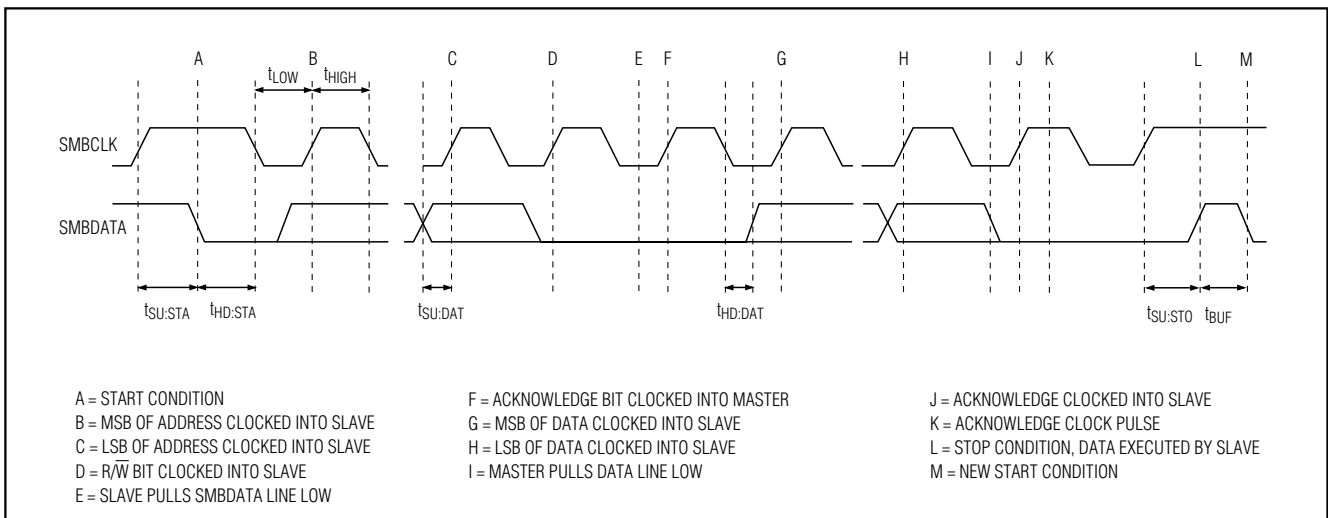 A B C D E F G H I J K L M
tLOW tHIGH
SMBCLK
SMBDATA
tSU:STA tHD:STA tSU:DAT tHD:DAT tSU:STO tBUF
A = START CONDITION
B = MSB OF ADDRESS CLOCKED INTO SLAVE
C = LSB OF ADDRESS CLOCKED INTO SLAVE
D = R/W̅ BIT CLOCKED INTO SLAVE
E = SLAVE PULLS SMBDATA LINE LOW
F = ACKNOWLEDGE BIT CLOCKED INTO MASTER
G = MSB OF DATA CLOCKED INTO SLAVE
H = LSB OF DATA CLOCKED INTO SLAVE
I = MASTER PULLS DATA LINE LOW
J = ACKNOWLEDGE CLOCKED INTO SLAVE
K = ACKNOWLEDGE CLOCK PULSE
L = STOP CONDITION, DATA EXECUTED BY SLAVE
M = NEW START CONDITION